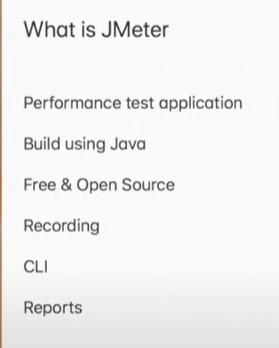 What is JMeter
Performance test application
Build using Java
Free & Open Source
Recording
CLI
Reports